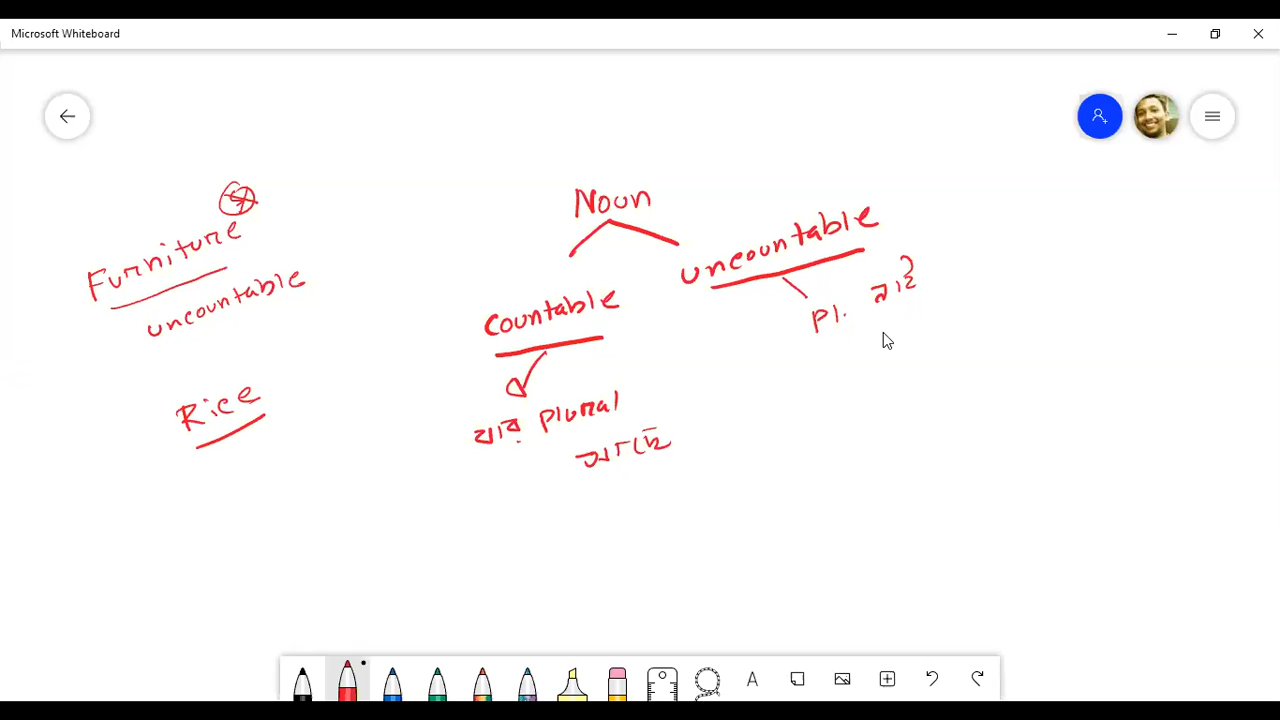 Microsoft Whiteboard
Noun
Furniture
uncountable
Rice
Countable
যার plural
আছে
uncountable
Pl. নাই